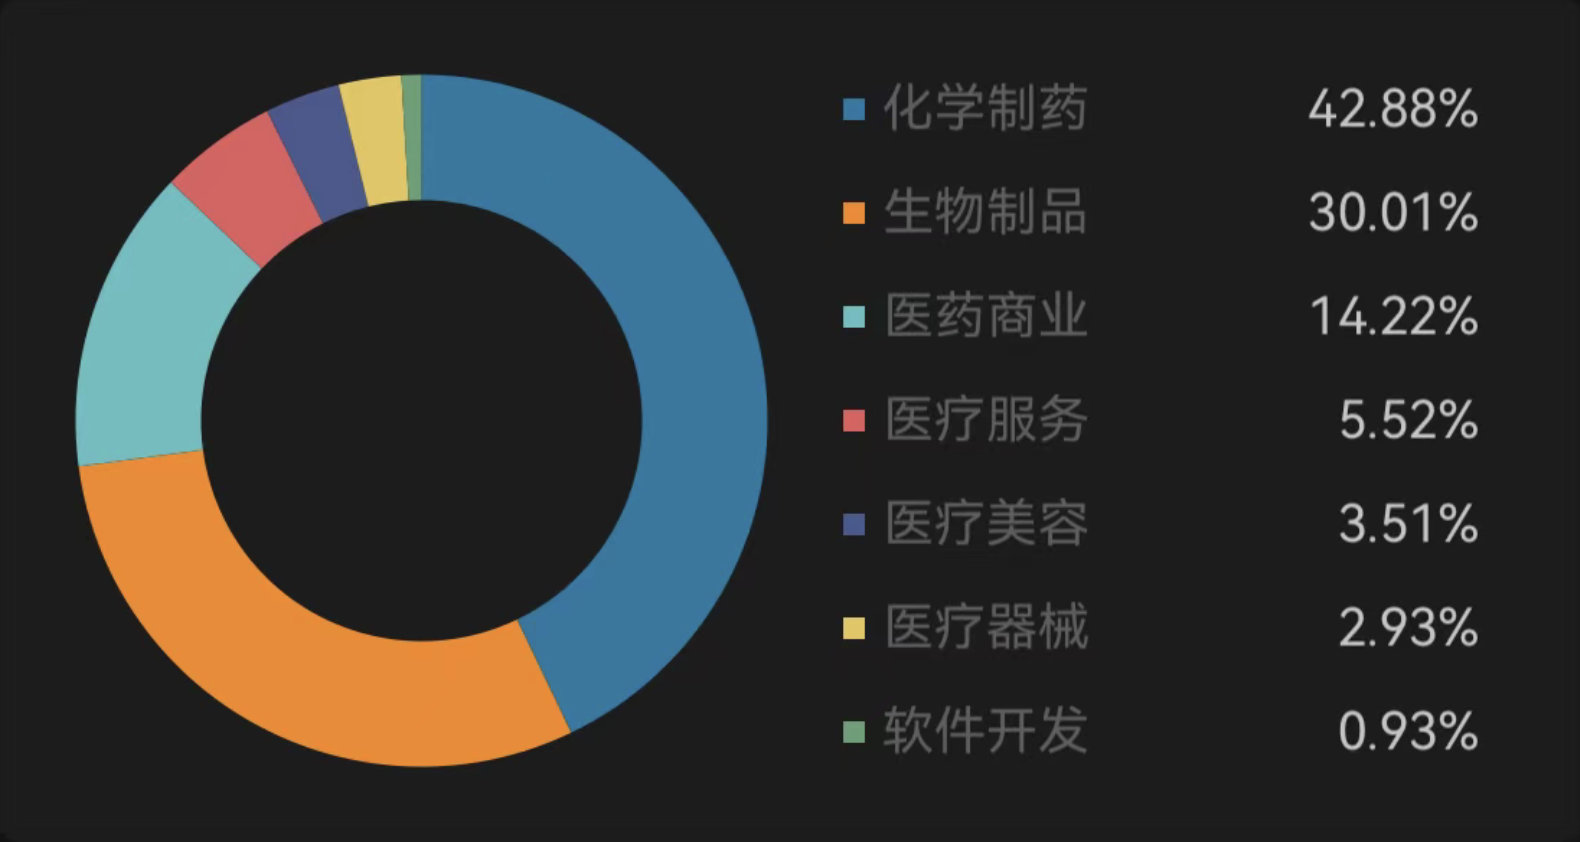 化学制药 42.88%
生物制品 30.01%
医药商业 14.22%
医疗服务 5.52%
医疗美容 3.51%
医疗器械 2.93%
软件开发 0.93%